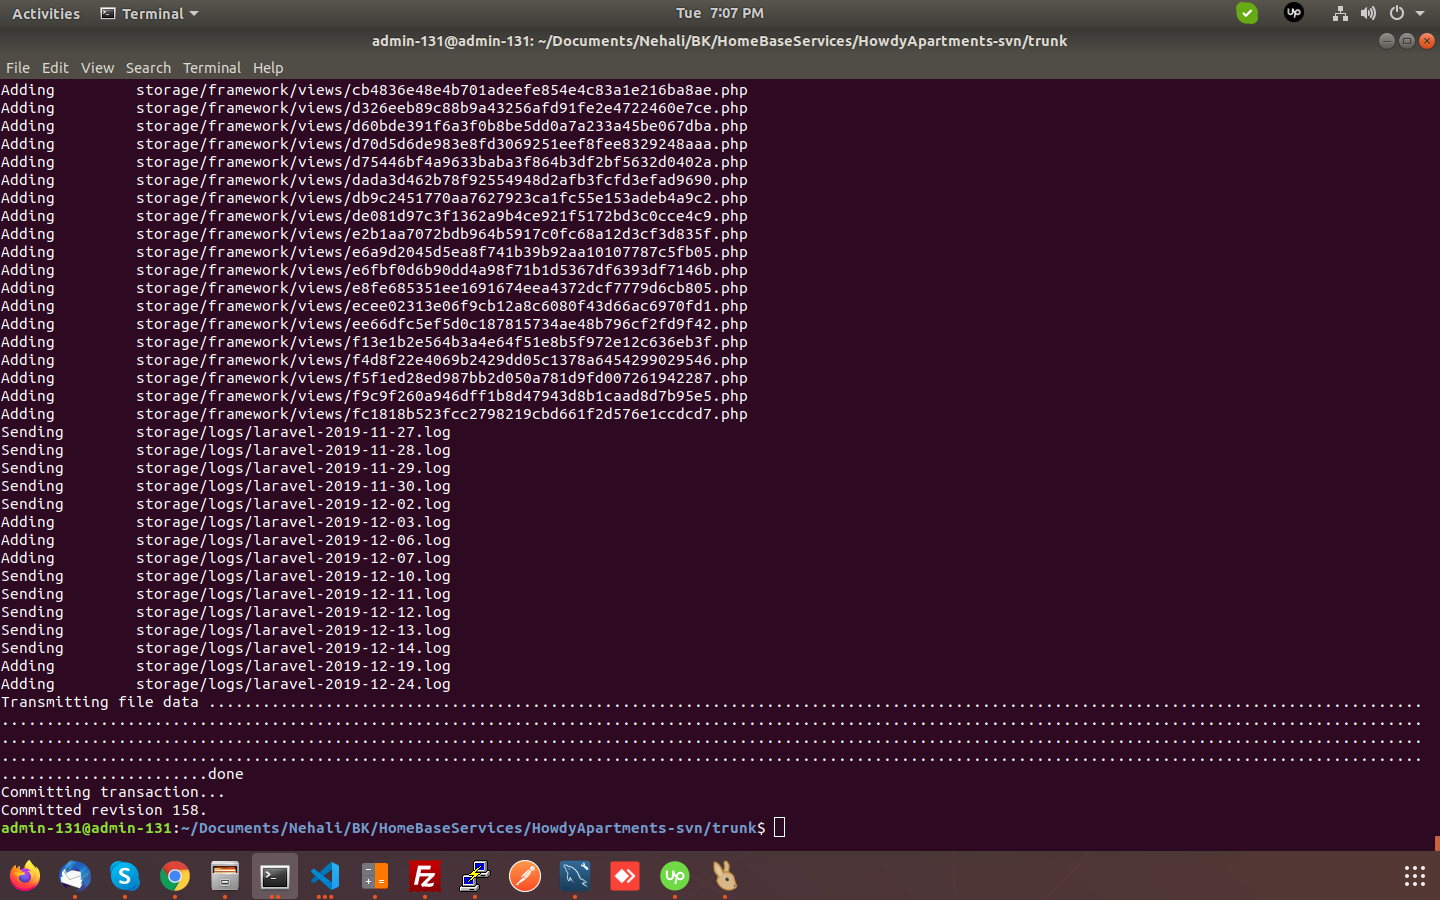 Activities Terminal Tue 7:07 PM up
admin-131@admin-131: ~/Documents/Nehali/BK/HomeBaseServices/HowdyApartments-svn/trunk
File Edit View Search Terminal Help
Adding storage/framework/views/cb4836e48e4b701adeefe854e4c83a1e216ba8ae.php
Adding storage/framework/views/d326eeb89c88b9a43256afd91fe2e4722460e7ce.php
Adding storage/framework/views/d60bde391f6a3f0b8be5dd0a7a233a45be067dba.php
Adding storage/framework/views/d70d5d6de983e8fd3069251eef8fee8329248aaa.php
Adding storage/framework/views/d75446bf4a9633baba3f864b3df2bf5632d0402a.php
Adding storage/framework/views/dada3d462b78f92554948d2afb3fcfd3efad9690.php
Adding storage/framework/views/db9c2451770aa7627923ca1fc55e153adeb4a9c2.php
Adding storage/framework/views/de081d97c3f1362a9b4ce921f5172bd3c0cce4c9.php
Adding storage/framework/views/e2b1aa7072bdb964b5917c0fc68a12d3cf3d835f.php
Adding storage/framework/views/e6a9d2045d5ea8f741b39b92aa10107787c5fb05.php
Adding storage/framework/views/e6fbf0d6b90dd4a98f71b1d5367df6393df7146b.php
Adding storage/framework/views/e8fe685351ee1691674eea4372dcf7779d6cb805.php
Adding storage/framework/views/ecee02313e06f9cb12a8c6080f43d66ac6970fd1.php
Adding storage/framework/views/ee66dfc5ef5d0c187815734ae48b796cf2fd9f42.php
Adding storage/framework/views/f13e1b2e564b3a4e64f51e8b5f972e12c636eb3f.php
Adding storage/framework/views/f4d8f22e4069b2429dd05c1378a6454299029546.php
Adding storage/framework/views/f5f1ed28ed987bb2d050a781d9fd007261942287.php
Adding storage/framework/views/f9c9f260a946dff1b8d47943d8b1caad8d7b95e5.php
Adding storage/framework/views/fc1818b523fcc2798219cbd661f2d576e1ccdcd7.php
Sending storage/logs/laravel-2019-11-27.log
Sending storage/logs/laravel-2019-11-28.log
Sending storage/logs/laravel-2019-11-29.log
Sending storage/logs/laravel-2019-11-30.log
Sending storage/logs/laravel-2019-12-02.log
Adding storage/logs/laravel-2019-12-03.log
Adding storage/logs/laravel-2019-12-06.log
Adding storage/logs/laravel-2019-12-07.log
Sending storage/logs/laravel-2019-12-10.log
Sending storage/logs/laravel-2019-12-11.log
Sending storage/logs/laravel-2019-12-12.log
Sending storage/logs/laravel-2019-12-13.log
Sending storage/logs/laravel-2019-12-14.log
Adding storage/logs/laravel-2019-12-19.log
Adding storage/logs/laravel-2019-12-24.log
Transmitting file data .......................................................................................................................................
..............................................................................................................................................................
..............................................................................................................................................................
..............................................................................................................................................................
.......................done
Committing transaction...
Committed revision 158.
admin-131@admin-131:~/Documents/Nehali/BK/HomeBaseServices/HowdyApartments-svn/trunk$
S Fz up